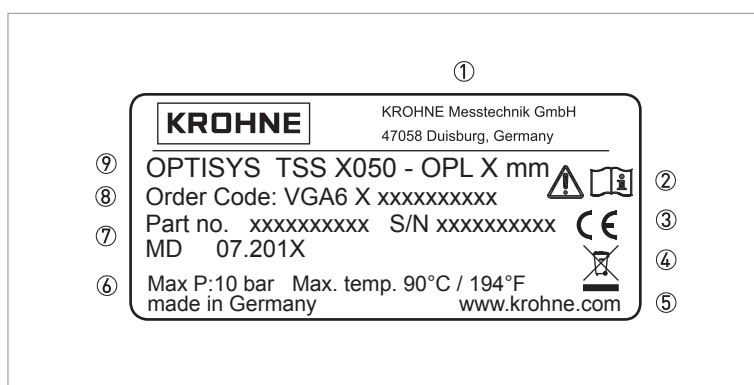 ①
KROHNE
KROHNE Messtechnik GmbH
47058 Duisburg, Germany
⑨ OPTISYS TSS X050 - OPL X mm
②
⑧ Order Code: VGA6 X xxxxxxxxxx
⑦ Part no. xxxxxxxxxx S/N xxxxxxxxxx CE ③
MD 07.201X
④
⑥ Max P:10 bar Max. temp. 90°C / 194°F
made in Germany www.krohne.com ⑤